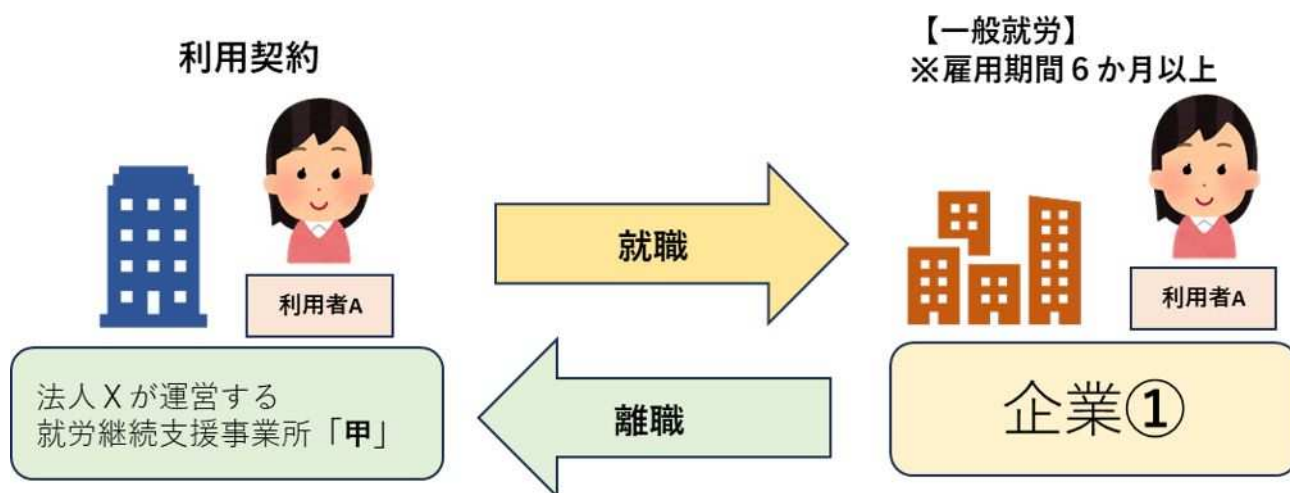 利用契約
【一般就労】
※雇用期間６か月以上
利用者A
就職
利用者A
法人Ｘが運営する
就労継続支援事業所「甲」
離職
企業①